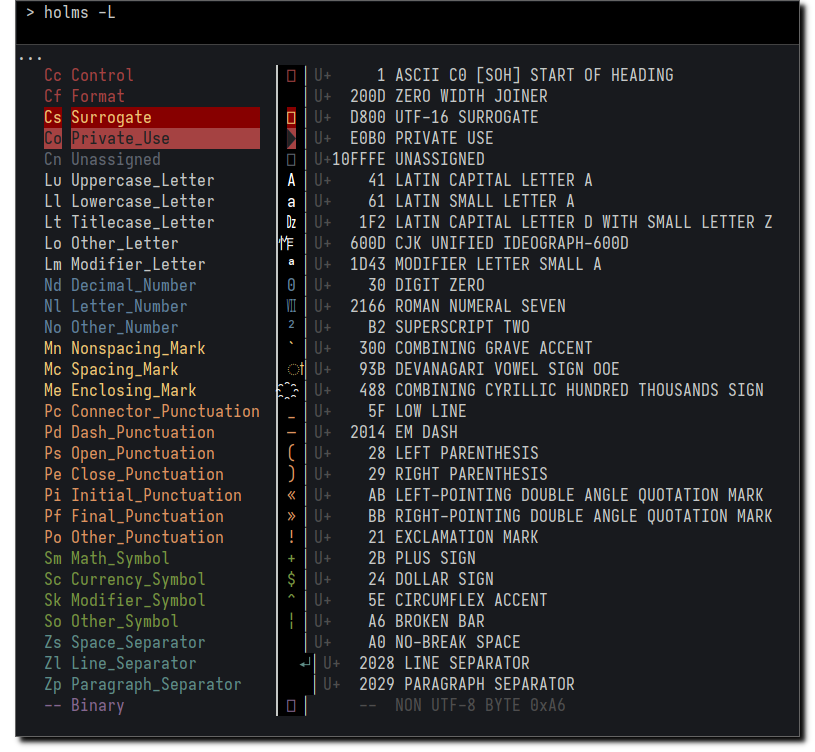 > holms -L
...
Cc Control □ U+ 1 ASCII C0 [SOH] START OF HEADING
Cf Format U+ 200D ZERO WIDTH JOINER
Cs Surrogate □ U+ D800 UTF-16 SURROGATE
Co Private_Use U+ E0B0 PRIVATE USE
Cn Unassigned □ U+10FFFE UNASSIGNED
Lu Uppercase_Letter A U+ 41 LATIN CAPITAL LETTER A
Ll Lowercase_Letter a U+ 61 LATIN SMALL LETTER A
Lt Titlecase_Letter ǲ U+ 1F2 LATIN CAPITAL LETTER D WITH SMALL LETTER Z
Lo Other_Letter 怍 U+ 600D CJK UNIFIED IDEOGRAPH-600D
Lm Modifier_Letter ᵃ U+ 1D43 MODIFIER LETTER SMALL A
Nd Decimal_Number 0 U+ 30 DIGIT ZERO
Nl Letter_Number Ⅶ U+ 2166 ROMAN NUMERAL SEVEN
No Other_Number ² U+ B2 SUPERSCRIPT TWO
Mn Nonspacing_Mark ̀ U+ 300 COMBINING GRAVE ACCENT
Mc Spacing_Mark ऻ U+ 93B DEVANAGARI VOWEL SIGN OOE
Me Enclosing_Mark ҈ U+ 488 COMBINING CYRILLIC HUNDRED THOUSANDS SIGN
Pc Connector_Punctuation _ U+ 5F LOW LINE
Pd Dash_Punctuation — U+ 2014 EM DASH
Ps Open_Punctuation ( U+ 28 LEFT PARENTHESIS
Pe Close_Punctuation ) U+ 29 RIGHT PARENTHESIS
Pi Initial_Punctuation « U+ AB LEFT-POINTING DOUBLE ANGLE QUOTATION MARK
Pf Final_Punctuation » U+ BB RIGHT-POINTING DOUBLE ANGLE QUOTATION MARK
Po Other_Punctuation ! U+ 21 EXCLAMATION MARK
Sm Math_Symbol + U+ 2B PLUS SIGN
Sc Currency_Symbol $ U+ 24 DOLLAR SIGN
Sk Modifier_Symbol ^ U+ 5E CIRCUMFLEX ACCENT
So Other_Symbol ¦ U+ A6 BROKEN BAR
Zs Space_Separator U+ A0 NO-BREAK SPACE
Zl Line_Separator ↵ U+ 2028 LINE SEPARATOR
Zp Paragraph_Separator U+ 2029 PARAGRAPH SEPARATOR
-- Binary □ -- NON UTF-8 BYTE 0xA6